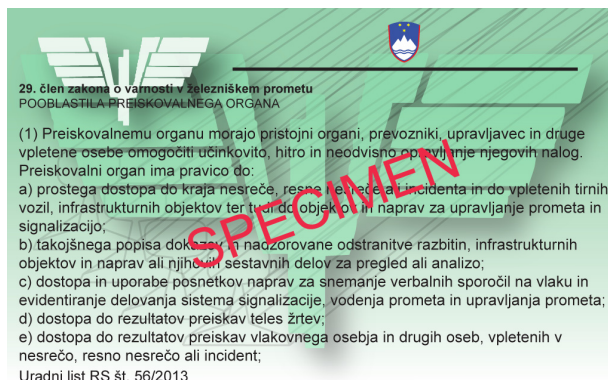 29. člen zakona o varnosti v železniškem prometu
POOBLASTILA PREISKOVALNEGA ORGANA
(1) Preiskovalnemu organu morajo pristojni organi, prevozniki, upravljavec in druge
vpletene osebe omogočiti učinkovito, hitro in neodvisno opravljanje njegovih nalog.
Preiskovalni organ ima pravico do:
a) prostega dostopa do kraja nesreče, resne nesreče ali incidenta in do vpletenih tirnih
vozil, infrastrukturnih objektov ter tudi do objektov in naprav za upravljanje prometa in
signalizacijo;
b) takojšnega popisa dokazov in nadzorovane odstranitve razbitin, infrastrukturnih
objektov in naprav ali njihovih sestavnih delov za pregled ali analizo;
c) dostopa in uporabe posnetkov naprav za snemanje verbalnih sporočil na vlaku in
evidentiranje delovanja sistema signalizacije, vodenja prometa in upravljanja prometa;
d) dostopa do rezultatov preiskav teles žrtev;
e) dostopa do rezultatov preiskav vlakovnega osebja in drugih oseb, vpletenih v
nesrečo, resno nesrečo ali incident;
Uradni list RS št. 56/2013
SPECIMEN